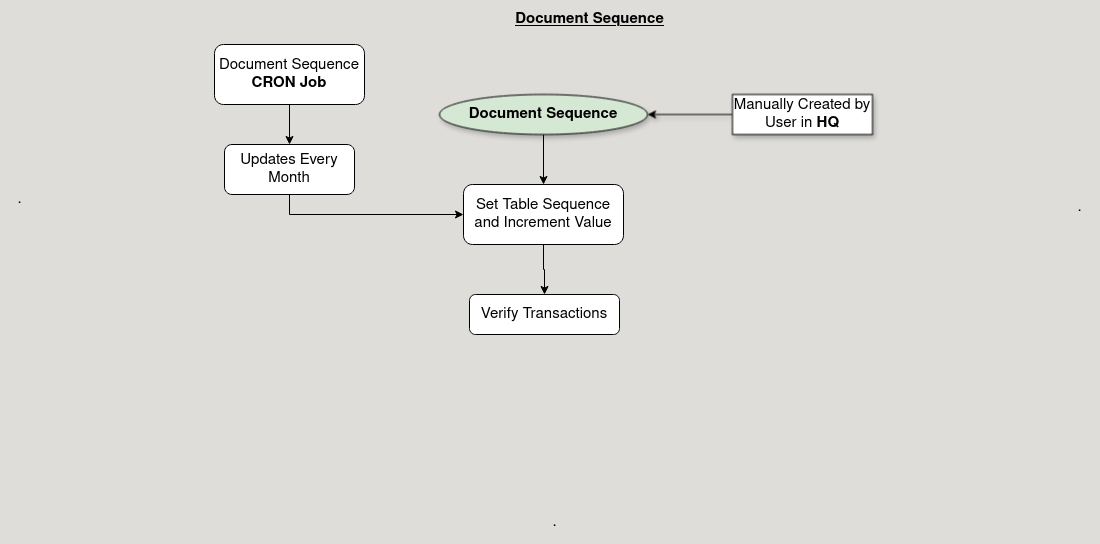 Document Sequence
Document Sequence
CRON Job
Document Sequence
Manually Created by
User in HQ
Updates Every
Month
Set Table Sequence
and Increment Value
Verify Transactions